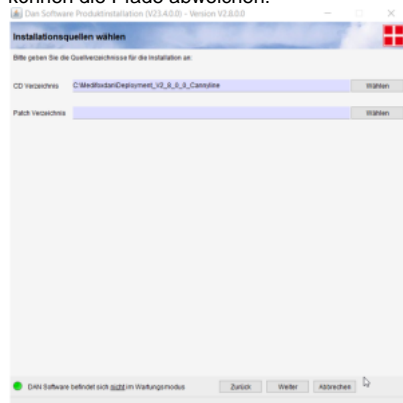 können die Pfade abweichen.
Dan Software Produktinstallation (V23.4.0.0) - Version V2.8.0.0
Installationsquellen wählen
Bitte geben Sie die Quellverzeichnisse für die Installation an:
CD Verzeichnis C:\Medifoxdan\Deployment_V2_8_0_0_Carelyline Wählen
Patch Verzeichnis Wählen
DAN Software befindet sich nicht im Wartungsmodus Zurück Weiter Abbrechen